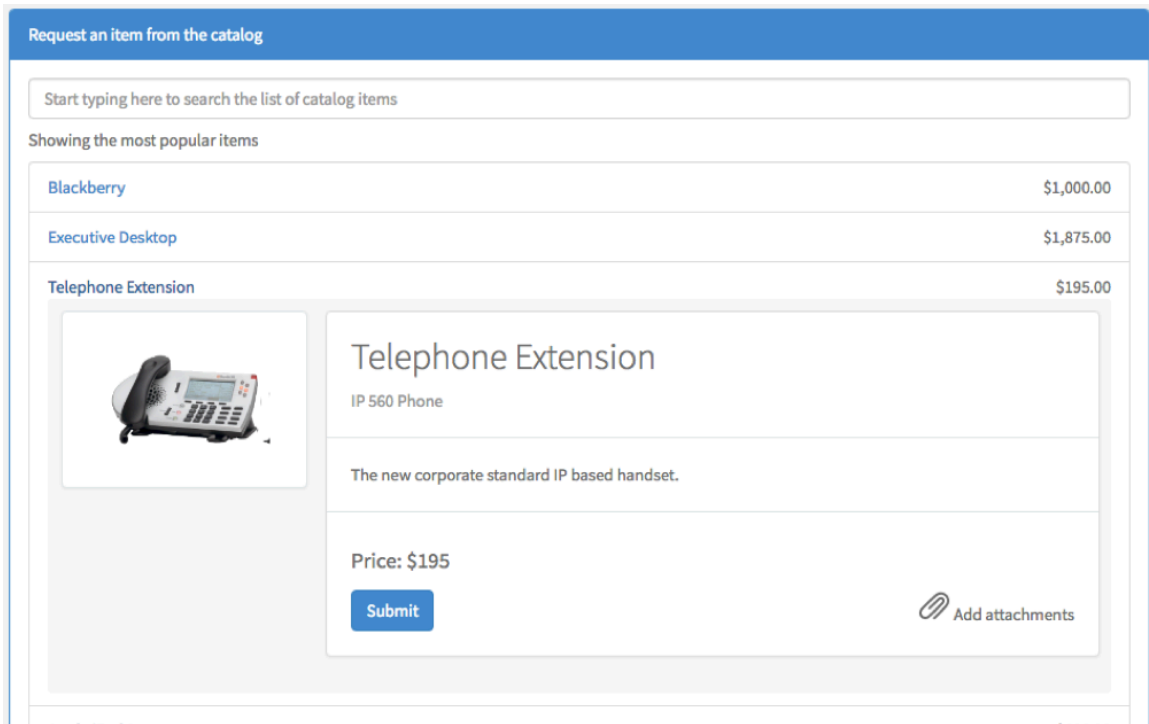 Request an item from the catalog
Start typing here to search the list of catalog items
Showing the most popular items
Blackberry $1,000.00
Executive Desktop $1,875.00
Telephone Extension $195.00
Telephone Extension
IP 560 Phone
The new corporate standard IP based handset.
Price: $195
Submit
Add attachments